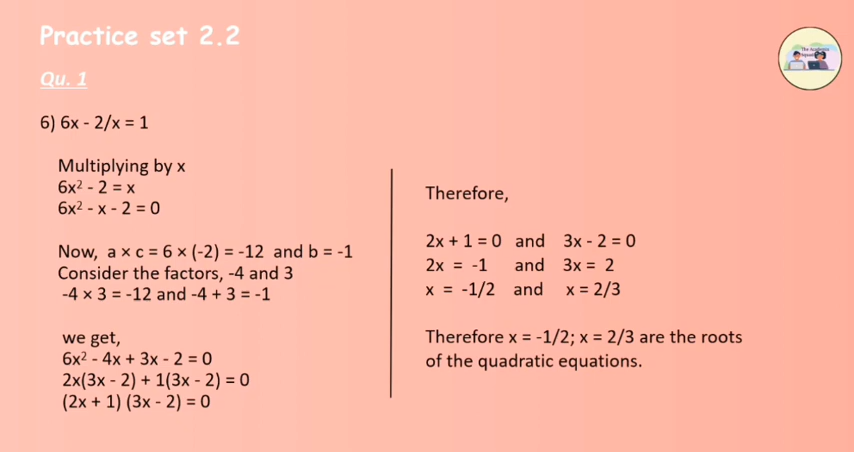 Practice set 2.2
Qu. 1
6) 6x - 2/x = 1
Multiplying by x
6x² - 2 = x
6x² - x - 2 = 0
Now, a × c = 6 × (-2) = -12 and b = -1
Consider the factors, -4 and 3
-4 × 3 = -12 and -4 + 3 = -1
we get,
6x² - 4x + 3x - 2 = 0
2x(3x - 2) + 1(3x - 2) = 0
(2x + 1) (3x - 2) = 0
Therefore,
2x + 1 = 0 and 3x - 2 = 0
2x = -1 and 3x = 2
x = -1/2 and x = 2/3
Therefore x = -1/2; x = 2/3 are the roots
of the quadratic equations.